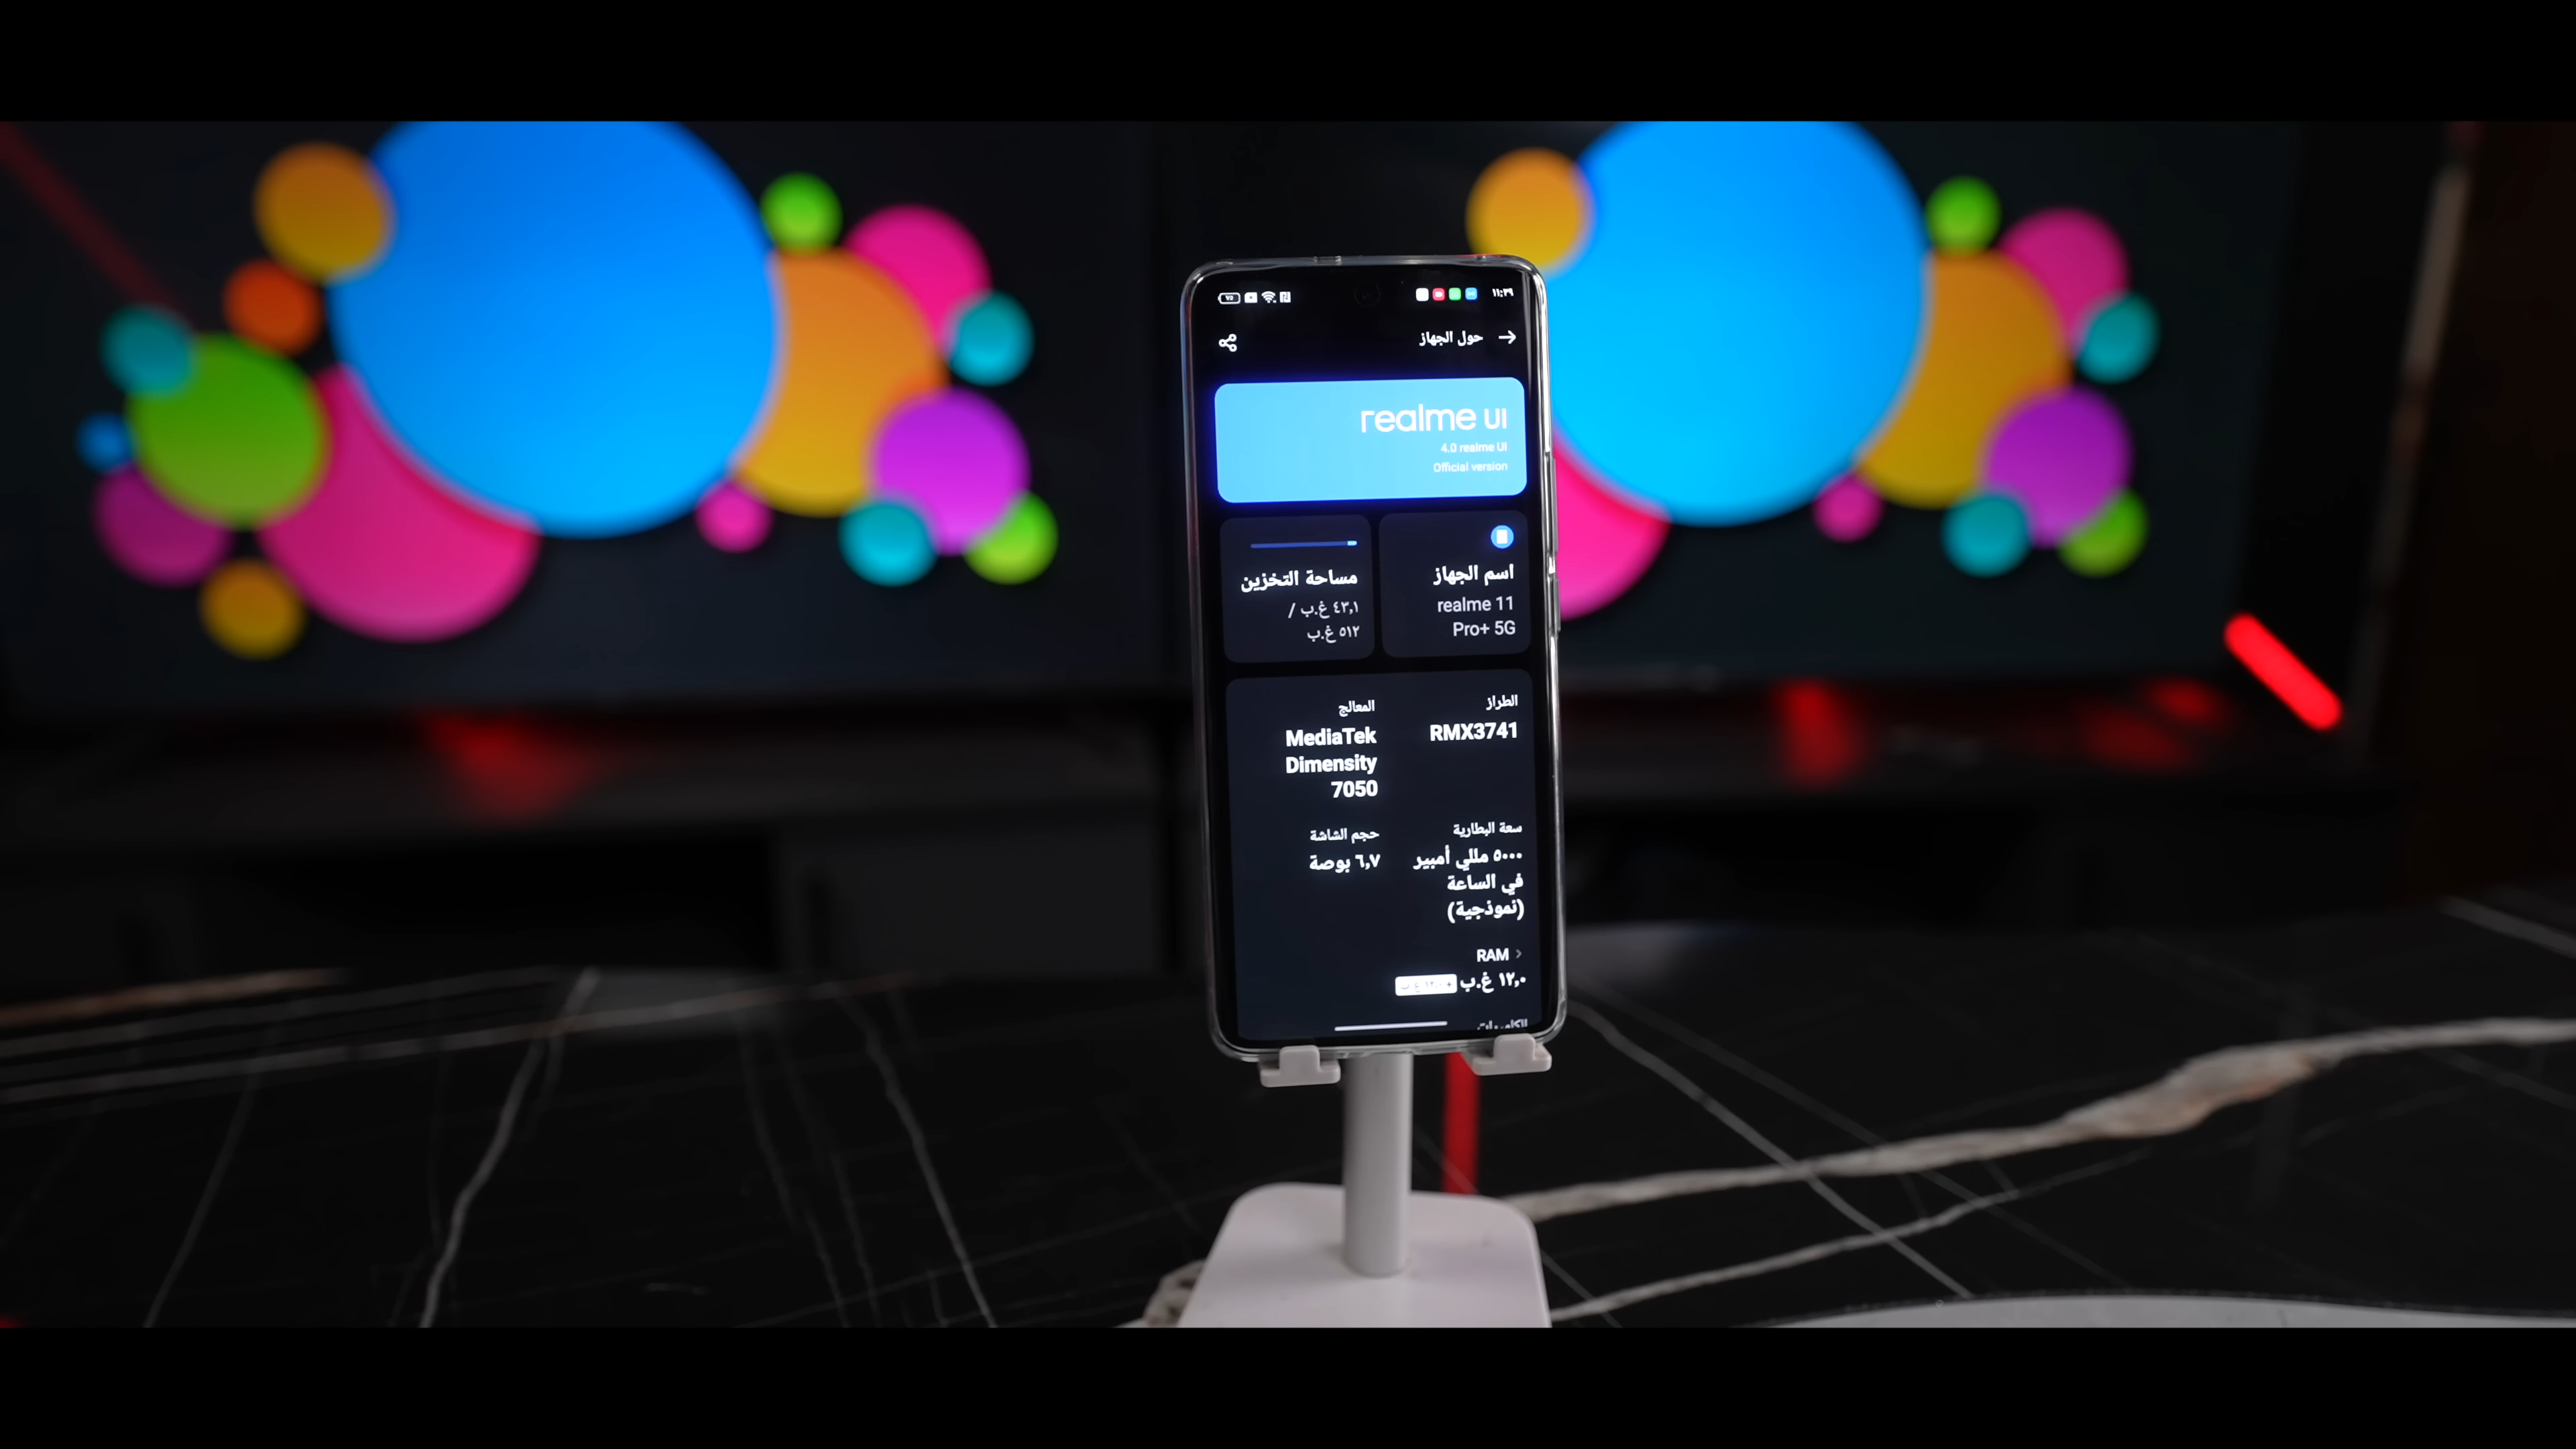 ١١:٣٩
حول الجهاز
realme UI
4.0 realme UI
Official version
اسم الجهاز
realme 11
Pro+ 5G
مساحة التخزين
٤٣,١ غ.ب /
٥١٢ غ.ب
الطراز
RMX3741
المعالج
MediaTek
Dimensity
7050
سعة البطارية
٥٠٠٠ مللي أمبير
في الساعة
(نموذجية)
حجم الشاشة
٦,٧ بوصة
RAM
١٢,٠ غ.ب